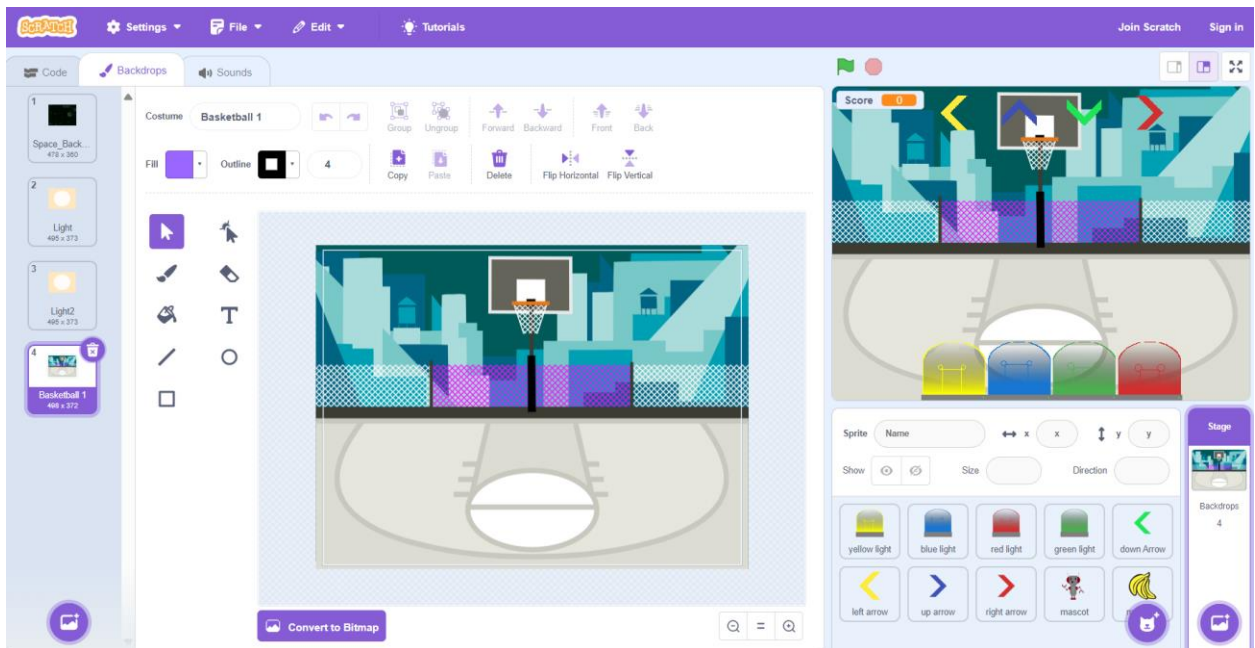 SCRATCH Settings File Edit Tutorials Join Scratch Sign in
Code Backdrops Sounds
1
Space_Back...
478 x 360
2
Light
495 x 373
3
Light2
495 x 373
4
Basketball 1
498 x 372
Costume Basketball 1
Group Ungroup Forward Backward Front Back
Fill Outline 4
Copy Paste Delete Flip Horizontal Flip Vertical
T
Convert to Bitmap
=
Score 0
Sprite Name x x y y
Show Size Direction
yellow light blue light red light green light down Arrow
left arrow up arrow right arrow mascot
Stage
Backdrops
4